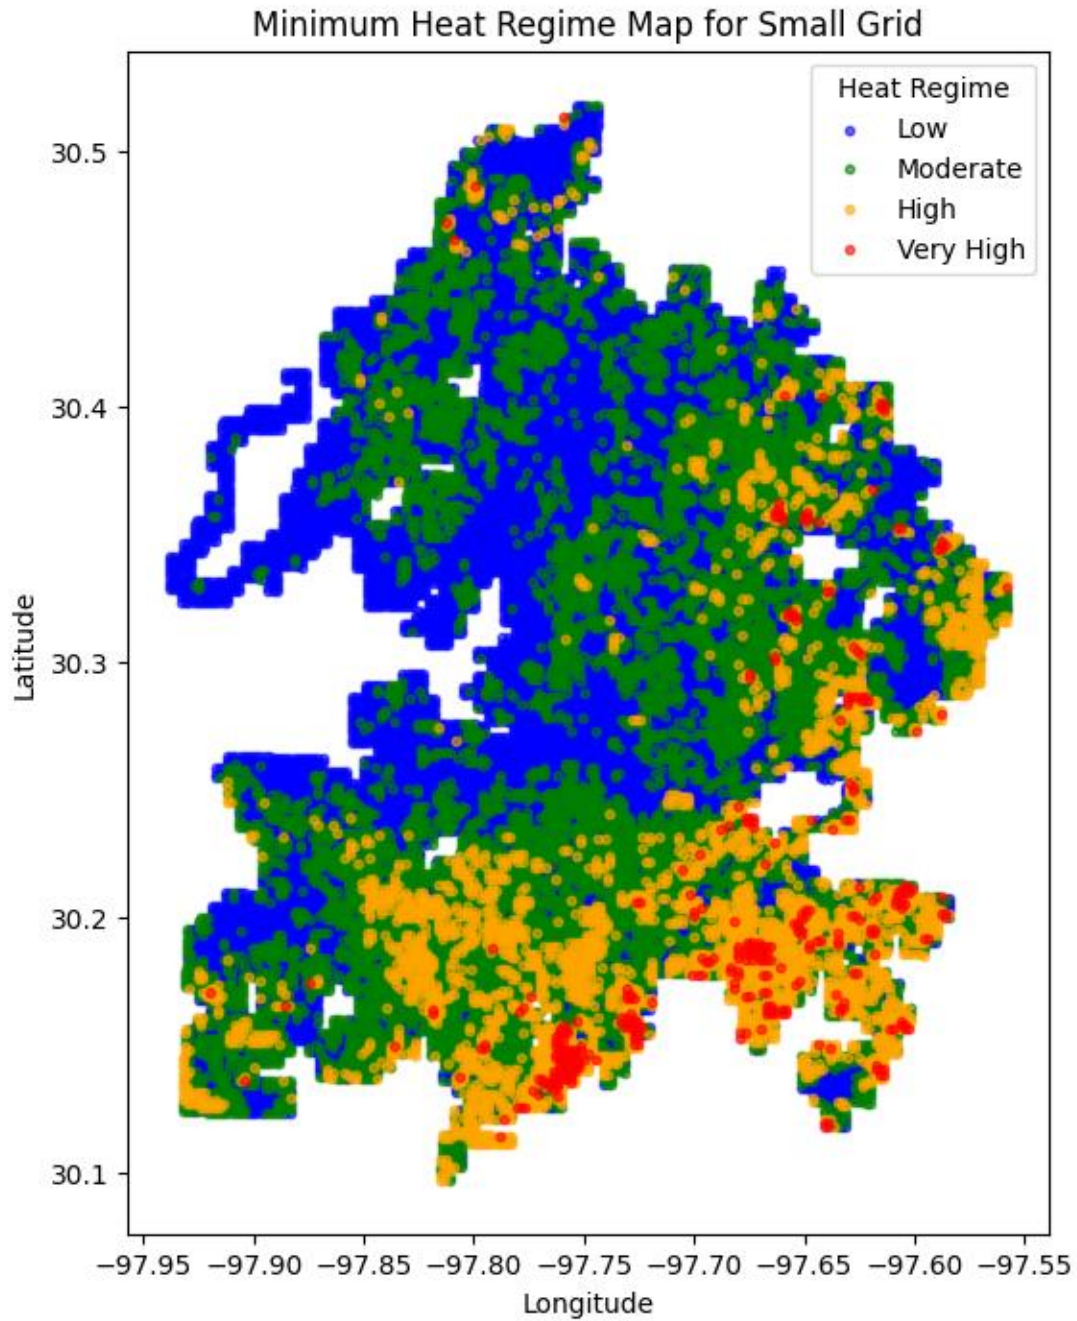 Minimum Heat Regime Map for Small Grid
Heat Regime
Low
Moderate
High
Very High
30.5
30.4
30.3
30.2
30.1
Latitude
−97.95 −97.90 −97.85 −97.80 −97.75 −97.70 −97.65 −97.60 −97.55
Longitude